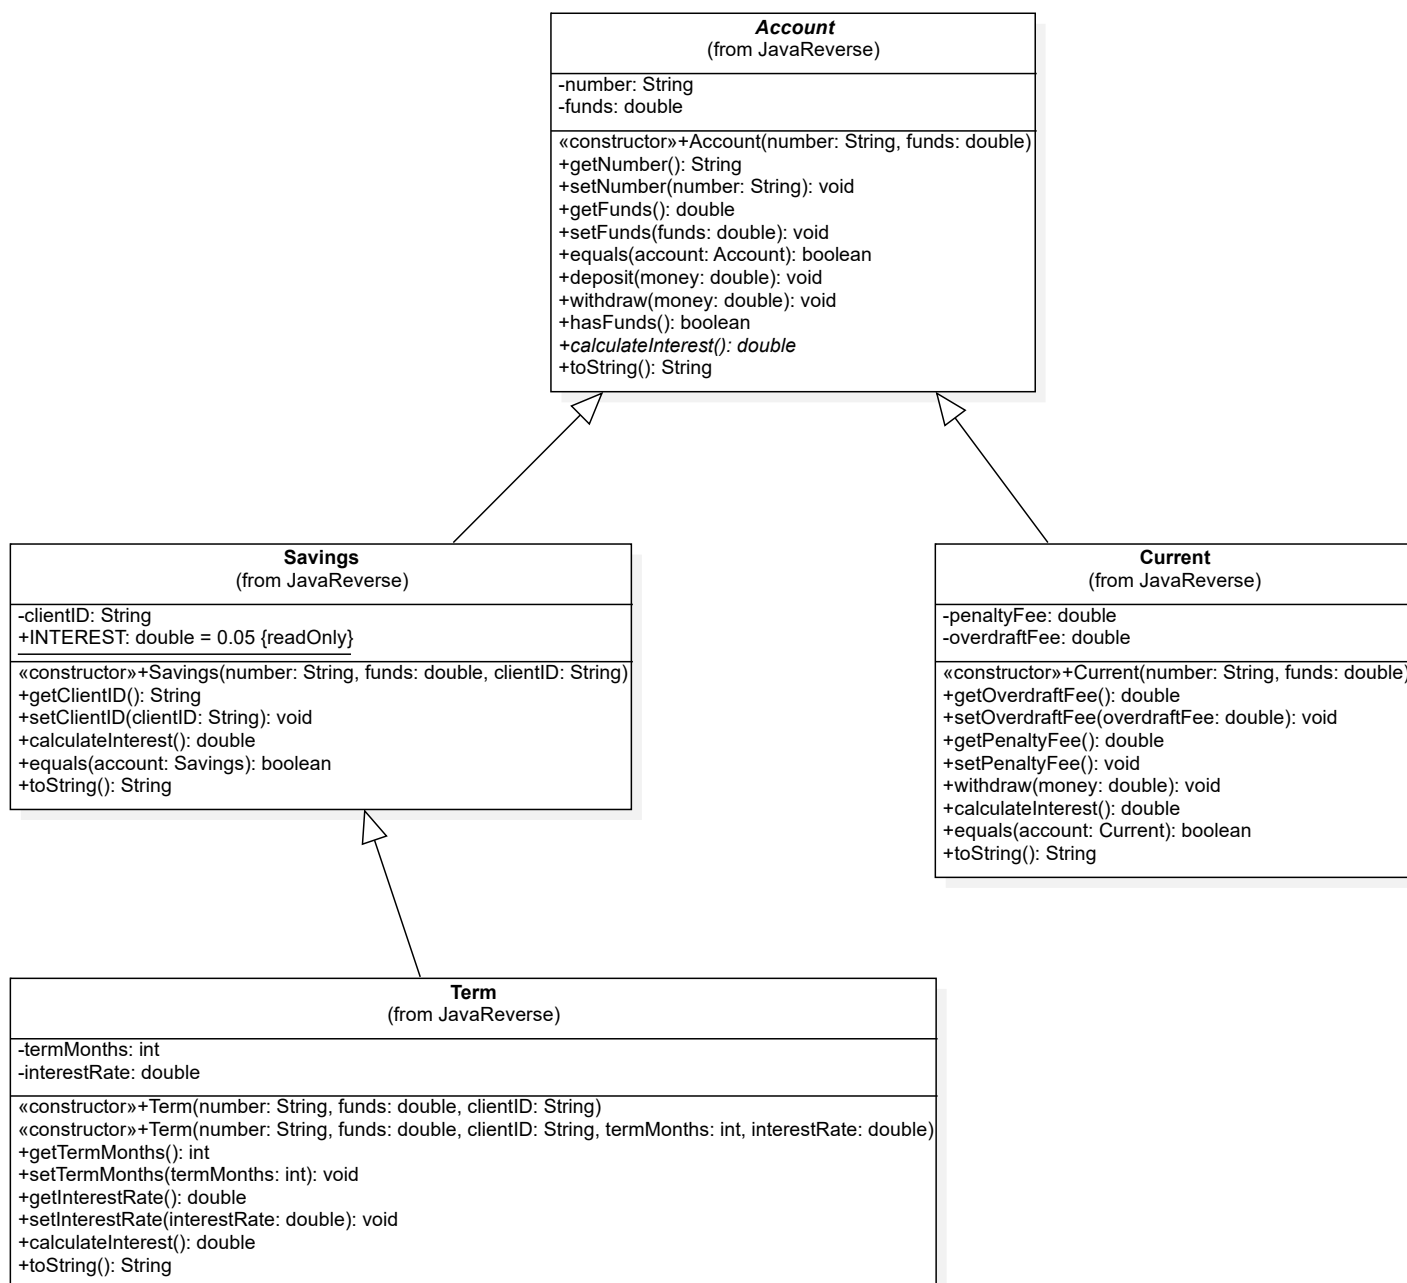 Account
(from JavaReverse)
-number: String
-funds: double
«constructor»+Account(number: String, funds: double)
+getNumber(): String
+setNumber(number: String): void
+getFunds(): double
+setFunds(funds: double): void
+equals(account: Account): boolean
+deposit(money: double): void
+withdraw(money: double): void
+hasFunds(): boolean
+calculateInterest(): double
+toString(): String
Savings
(from JavaReverse)
-clientID: String
+INTEREST: double = 0.05 {readOnly}
«constructor»+Savings(number: String, funds: double, clientID: String)
+getClientID(): String
+setClientID(clientID: String): void
+calculateInterest(): double
+equals(account: Savings): boolean
+toString(): String
Current
(from JavaReverse)
-penaltyFee: double
-overdraftFee: double
«constructor»+Current(number: String, funds: double)
+getOverdraftFee(): double
+setOverdraftFee(overdraftFee: double): void
+getPenaltyFee(): double
+setPenaltyFee(): void
+withdraw(money: double): void
+calculateInterest(): double
+equals(account: Current): boolean
+toString(): String
Term
(from JavaReverse)
-termMonths: int
-interestRate: double
«constructor»+Term(number: String, funds: double, clientID: String)
«constructor»+Term(number: String, funds: double, clientID: String, termMonths: int, interestRate: double)
+getTermMonths(): int
+setTermMonths(termMonths: int): void
+getInterestRate(): double
+setInterestRate(interestRate: double): void
+calculateInterest(): double
+toString(): String